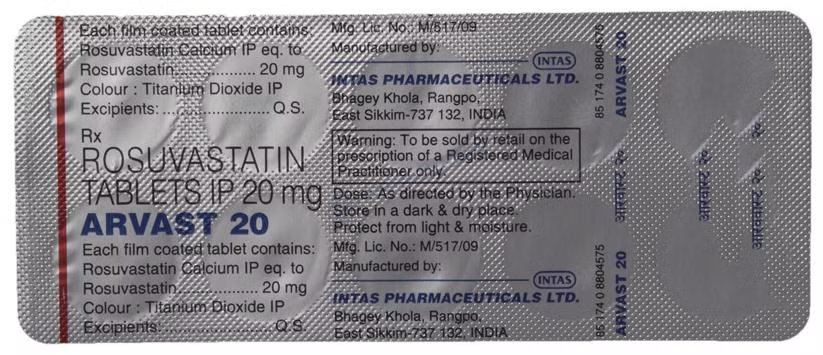 Each film coated tablet contains:
Rosuvastatin Calcium IP eq. to
Rosuvastatin.................. 20 mg
Colour : Titanium Dioxide IP
Excipients: ........................ Q.S.
Rx
ROSUVASTATIN
TABLETS IP 20 mg
ARVAST 20
Each film coated tablet contains:
Rosuvastatin Calcium IP eq. to
Rosuvastatin.................. 20 mg
Colour : Titanium Dioxide IP
Excipients:........................ Q.S.
Mfg. Lic. No.: M/517/09
Manufactured by:
INTAS
INTAS PHARMACEUTICALS LTD.
Bhagey Khola, Rangpo,
East Sikkim-737 132, INDIA
Warning: To be sold by retail on the
prescription of a Registered Medical
Practitioner only.
Dose: As directed by the Physician.
Store in a dark & dry place.
Protect from light & moisture.
Mfg. Lic. No.: M/517/09
Manufactured by:
INTAS
INTAS PHARMACEUTICALS LTD.
Bhagey Khola, Rangpo,
East Sikkim-737 132, INDIA
85 174 0 8804575
ARVAST 20
85 174 0 8804575
ARVAST 20